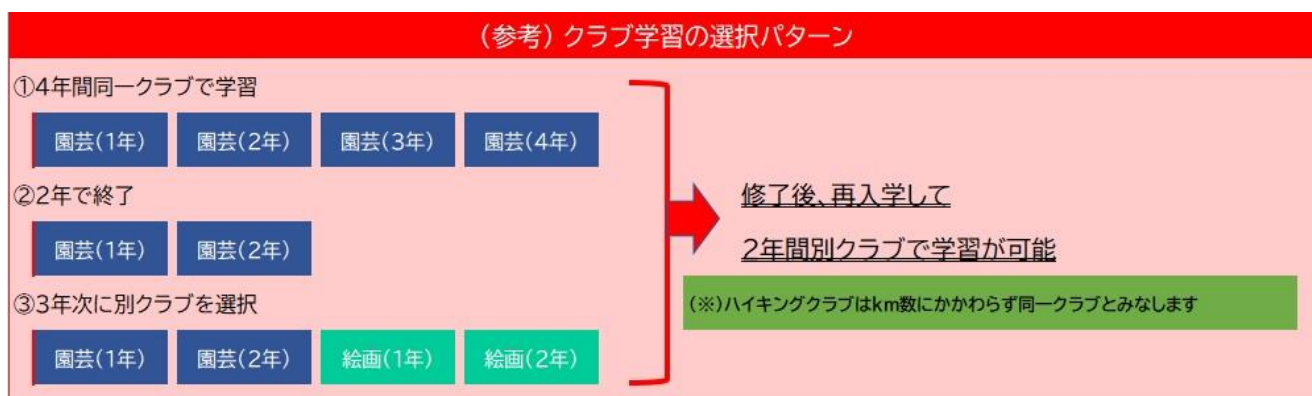 (参考)クラブ学習の選択パターン
①4年間同一クラブで学習
園芸(1年) 園芸(2年) 園芸(3年) 園芸(4年)
②2年で終了
園芸(1年) 園芸(2年)
③3年次に別クラブを選択
園芸(1年) 園芸(2年) 絵画(1年) 絵画(2年)
修了後、再入学して
2年間別クラブで学習が可能
(※)ハイキングクラブはkm数にかかわらず同一クラブとみなします